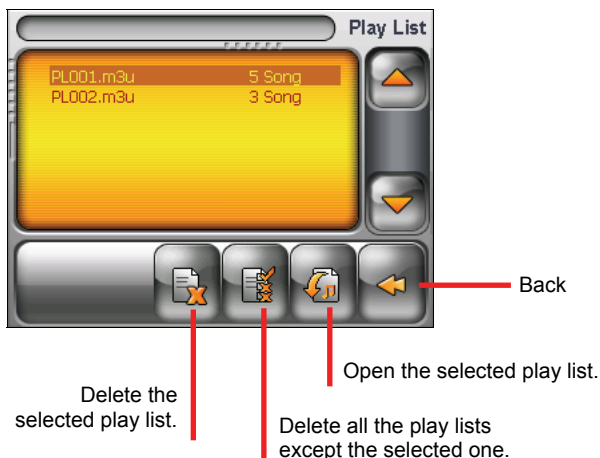 Play List
PL001.m3u 5 Song
PL002.m3u 3 Song
Back
Open the selected play list.
Delete the
selected play list.
Delete all the play lists
except the selected one.